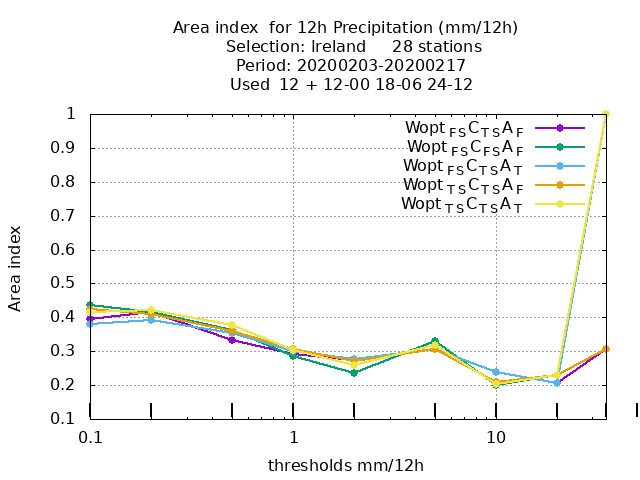 Area index  for 12h Precipitation (mm/12h)
Selection: Ireland     28 stations
Period: 20200203-20200217
Used  12 + 12-00 18-06 24-12
Wopt FS C TS A F
Wopt FS C FS A F
Wopt FS C TS A T
Wopt TS C TS A F
Wopt TS C TS A T
1
0.9
0.8
0.7
0.6
0.5
0.4
0.3
0.2
0.1
Area index
0.1 1 10
thresholds mm/12h